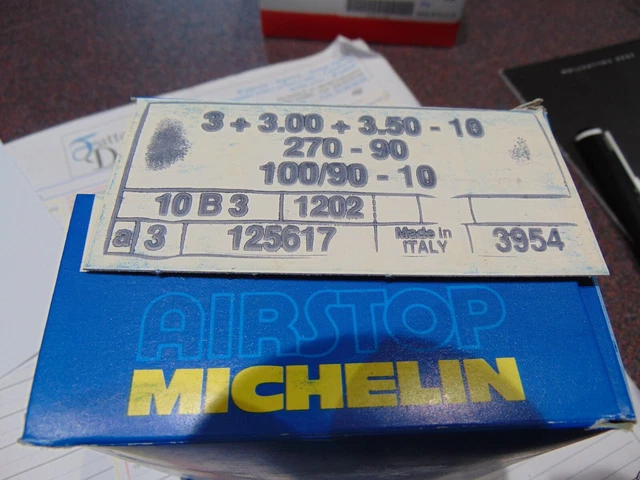 3 + 3.00 + 3.50 - 10
270 - 90
100/90 - 10
10 B 3 1202
a 3 125617 Made in ITALY 3954
AIRSTOP
MICHELIN